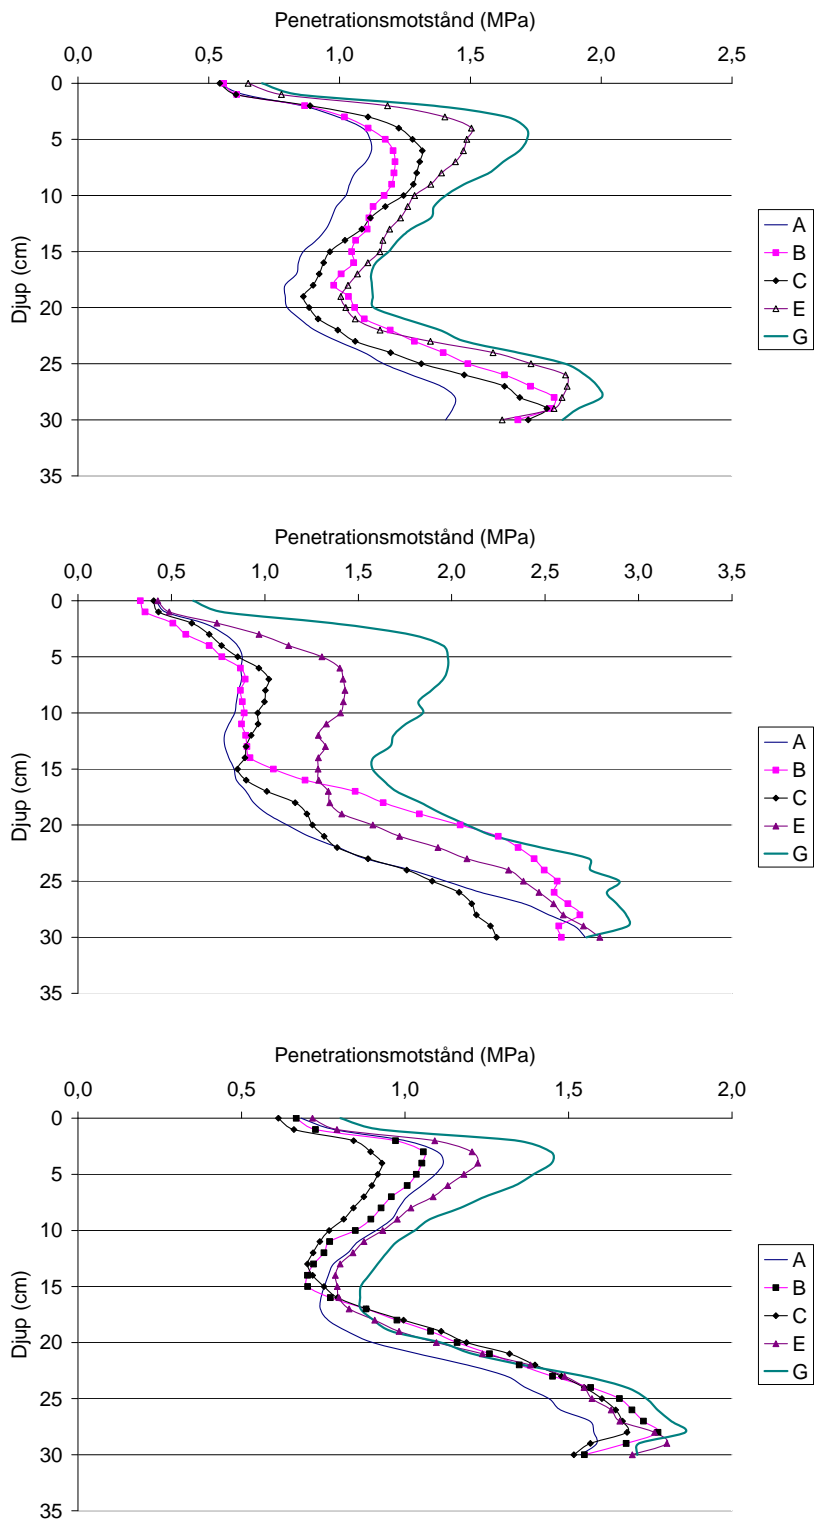 Penetrationsmotstånd (MPa)
0,0 0,5 1,0 1,5 2,0 2,5
0
5
10
15
20
25
30
35
Djup (cm)
A
B
C
E
G
Penetrationsmotstånd (MPa)
0,0 0,5 1,0 1,5 2,0 2,5 3,0 3,5
0
5
10
15
20
25
30
35
Djup (cm)
A
B
C
E
G
Penetrationsmotstånd (MPa)
0,0 0,5 1,0 1,5 2,0
0
5
10
15
20
25
30
35
Djup (cm)
A
B
C
E
G